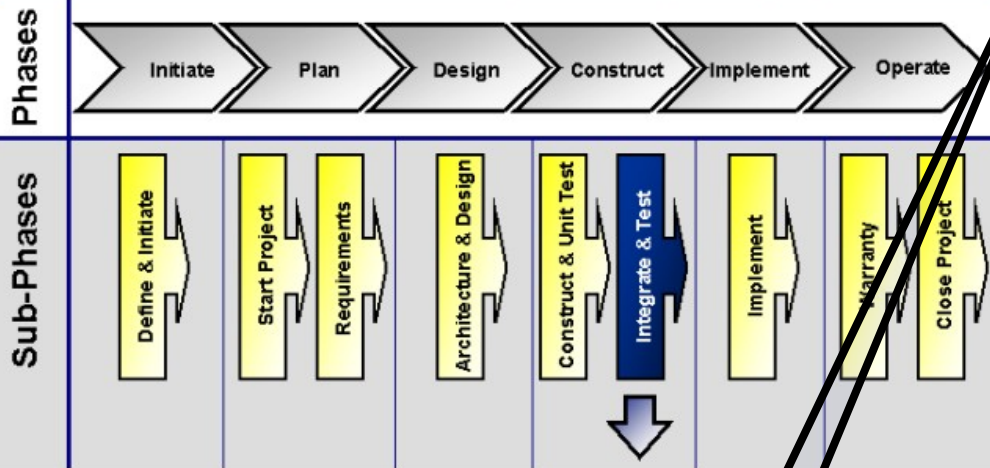 Phases
Initiate
Plan
Design
Construct
Implement
Operate
Sub-Phases
Define & Initiate
Start Project
Requirements
Architecture & Design
Construct & Unit Test
Integrate & Test
Implement
Warranty
Close Project